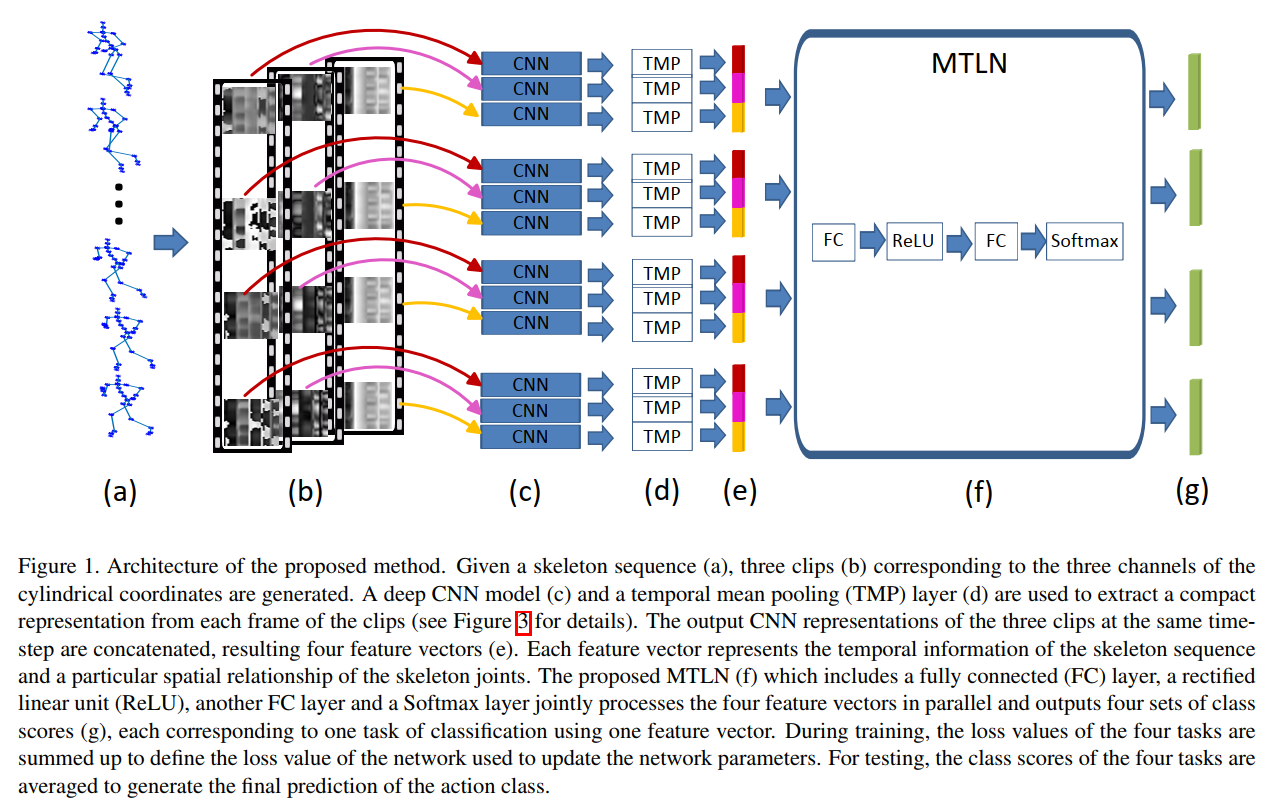 MTLN
CNN TMP
CNN TMP
CNN TMP
CNN TMP
CNN TMP
CNN TMP
FC ReLU FC Softmax
CNN TMP
CNN TMP
CNN TMP
CNN TMP
CNN TMP
CNN TMP
(a) (b) (c) (d) (e) (f) (g)
Figure 1. Architecture of the proposed method. Given a skeleton sequence (a), three clips (b) corresponding to the three channels of the
cylindrical coordinates are generated. A deep CNN model (c) and a temporal mean pooling (TMP) layer (d) are used to extract a compact
representation from each frame of the clips (see Figure 3 for details). The output CNN representations of the three clips at the same time-
step are concatenated, resulting four feature vectors (e). Each feature vector represents the temporal information of the skeleton sequence
and a particular spatial relationship of the skeleton joints. The proposed MTLN (f) which includes a fully connected (FC) layer, a rectified
linear unit (ReLU), another FC layer and a Softmax layer jointly processes the four feature vectors in parallel and outputs four sets of class
scores (g), each corresponding to one task of classification using one feature vector. During training, the loss values of the four tasks are
summed up to define the loss value of the network used to update the network parameters. For testing, the class scores of the four tasks are
averaged to generate the final prediction of the action class.